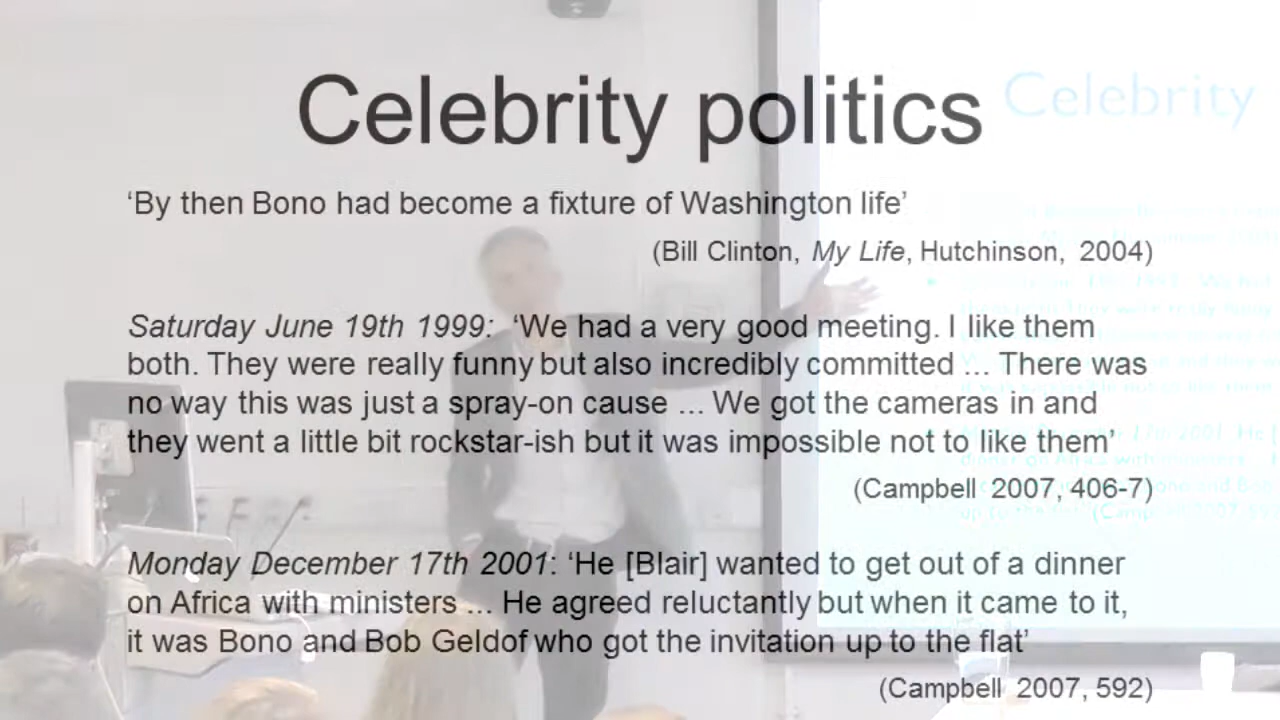 Celebrity politics
Celebrity
‘By then Bono had become a fixture of Washington life’
(Bill Clinton, My Life, Hutchinson, 2004)
Saturday June 19th 1999: ‘We had a very good meeting. I like them
both. They were really funny but also incredibly committed ... There was
no way this was just a spray-on cause ... We got the cameras in and
they went a little bit rockstar-ish but it was impossible not to like them’
(Campbell 2007, 406-7)
Monday December 17th 2001: ‘He [Blair] wanted to get out of a dinner
on Africa with ministers ... He agreed reluctantly but when it came to it,
it was Bono and Bob Geldof who got the invitation up to the flat’
(Campbell 2007, 592)